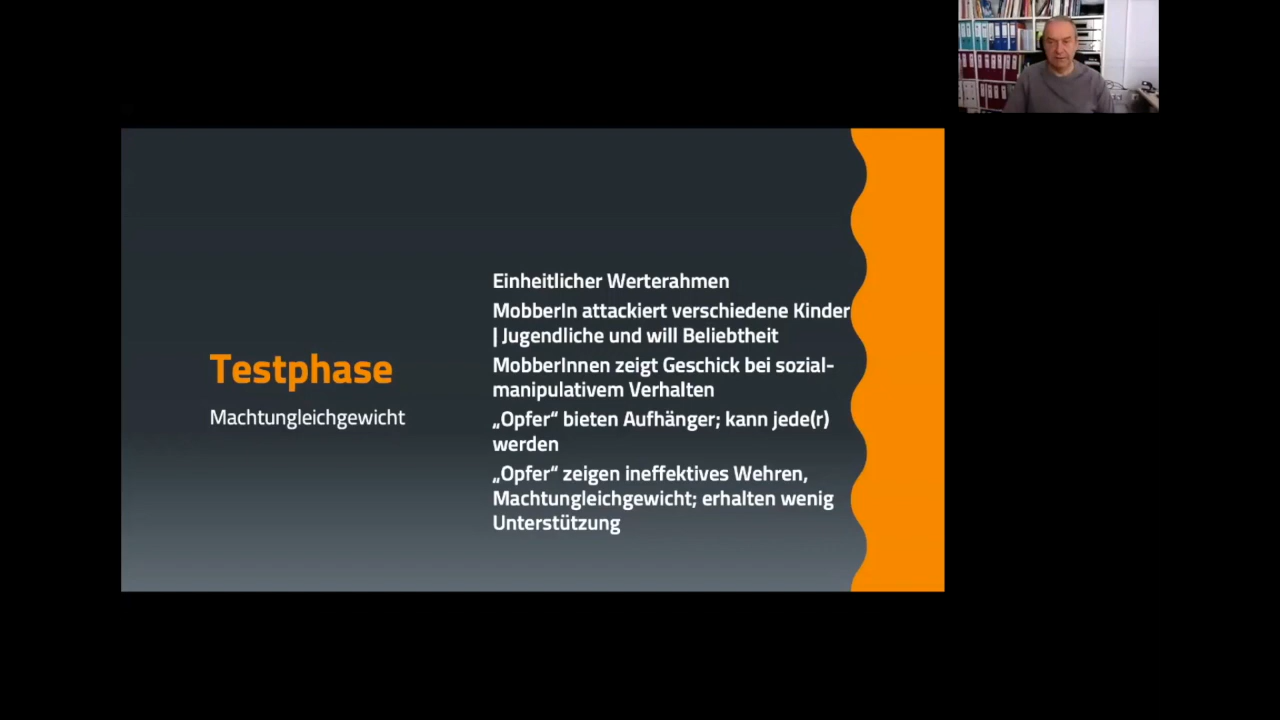 Testphase
Machtungleichgewicht
Einheitlicher Werterahmen
MobberIn attackiert verschiedene Kinder
| Jugendliche und will Beliebtheit
MobberInnen zeigt Geschick bei sozial-
manipulativem Verhalten
„Opfer“ bieten Aufhänger; kann jede(r)
werden
„Opfer“ zeigen ineffektives Wehren,
Machtungleichgewicht; erhalten wenig
Unterstützung